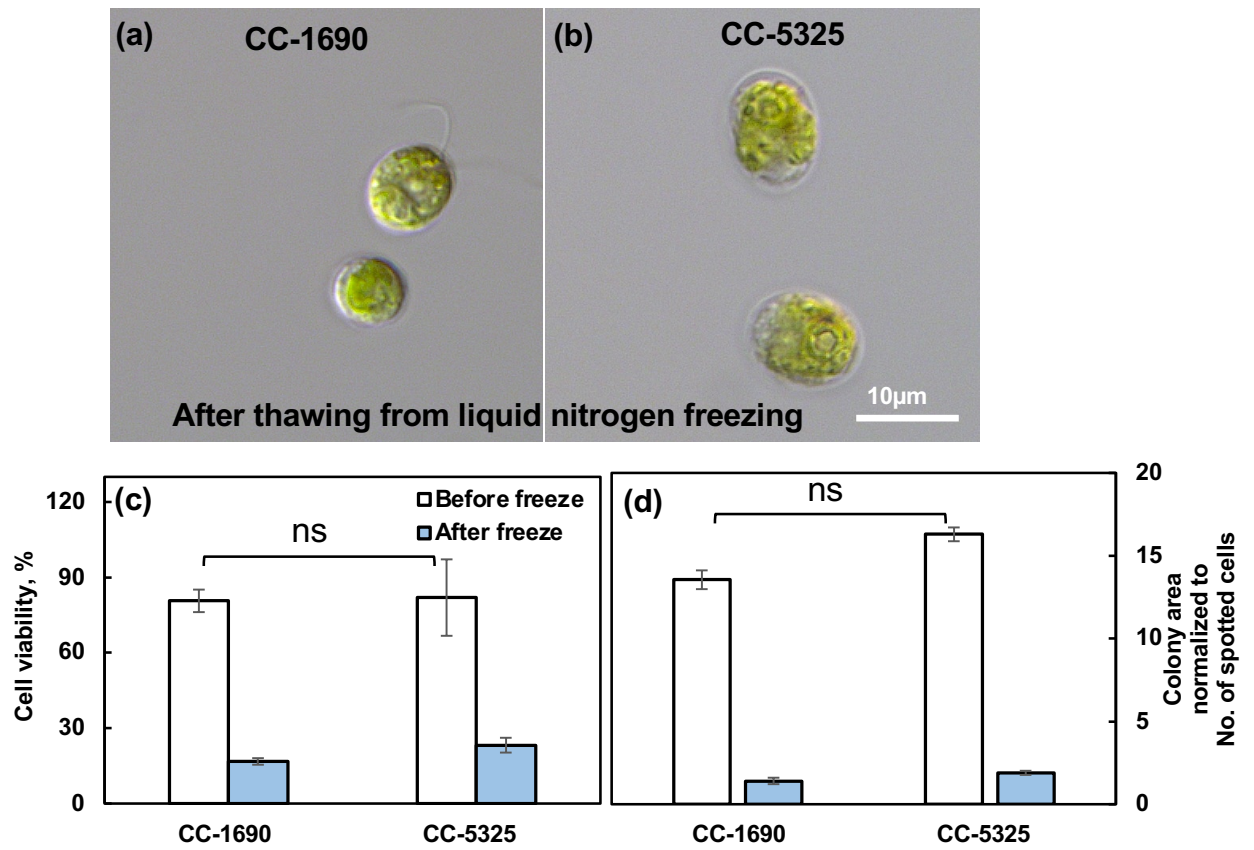 (a) CC-1690
(b) CC-5325
10µm
After thawing from liquid nitrogen freezing
(c)
Before freeze
After freeze
ns
Cell viability, %
120
90
60
30
0
CC-1690
CC-5325
(d)
ns
20
15
10
5
0
Colony area
normalized to
No. of spotted cells
CC-1690
CC-5325